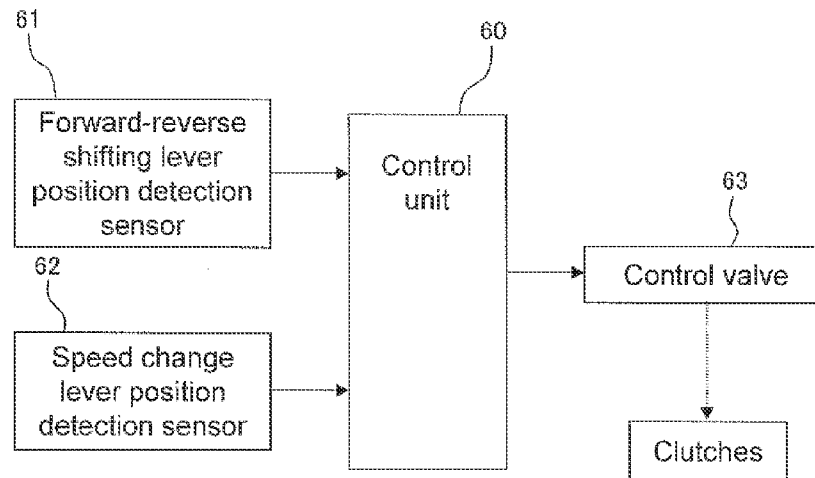 61
Forward-reverse
shifting lever
position detection
sensor
62
Speed change
lever position
detection sensor
60
Control
unit
63
Control valve
Clutches